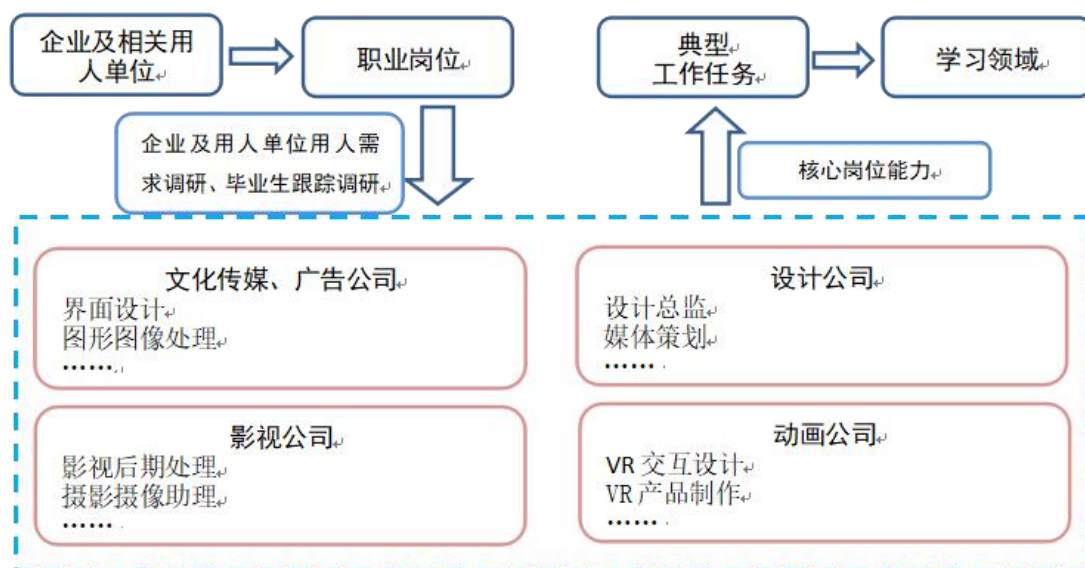 企业及相关用
人单位
职业岗位
典型
工作任务
学习领域
企业及用人单位用人需
求调研、毕业生跟踪调研
核心岗位能力
文化传媒、广告公司
界面设计
图形图像处理
……
设计公司
设计总监
媒体策划
……
影视公司
影视后期处理
摄影摄像助理
……
动画公司
VR 交互设计
VR 产品制作
……